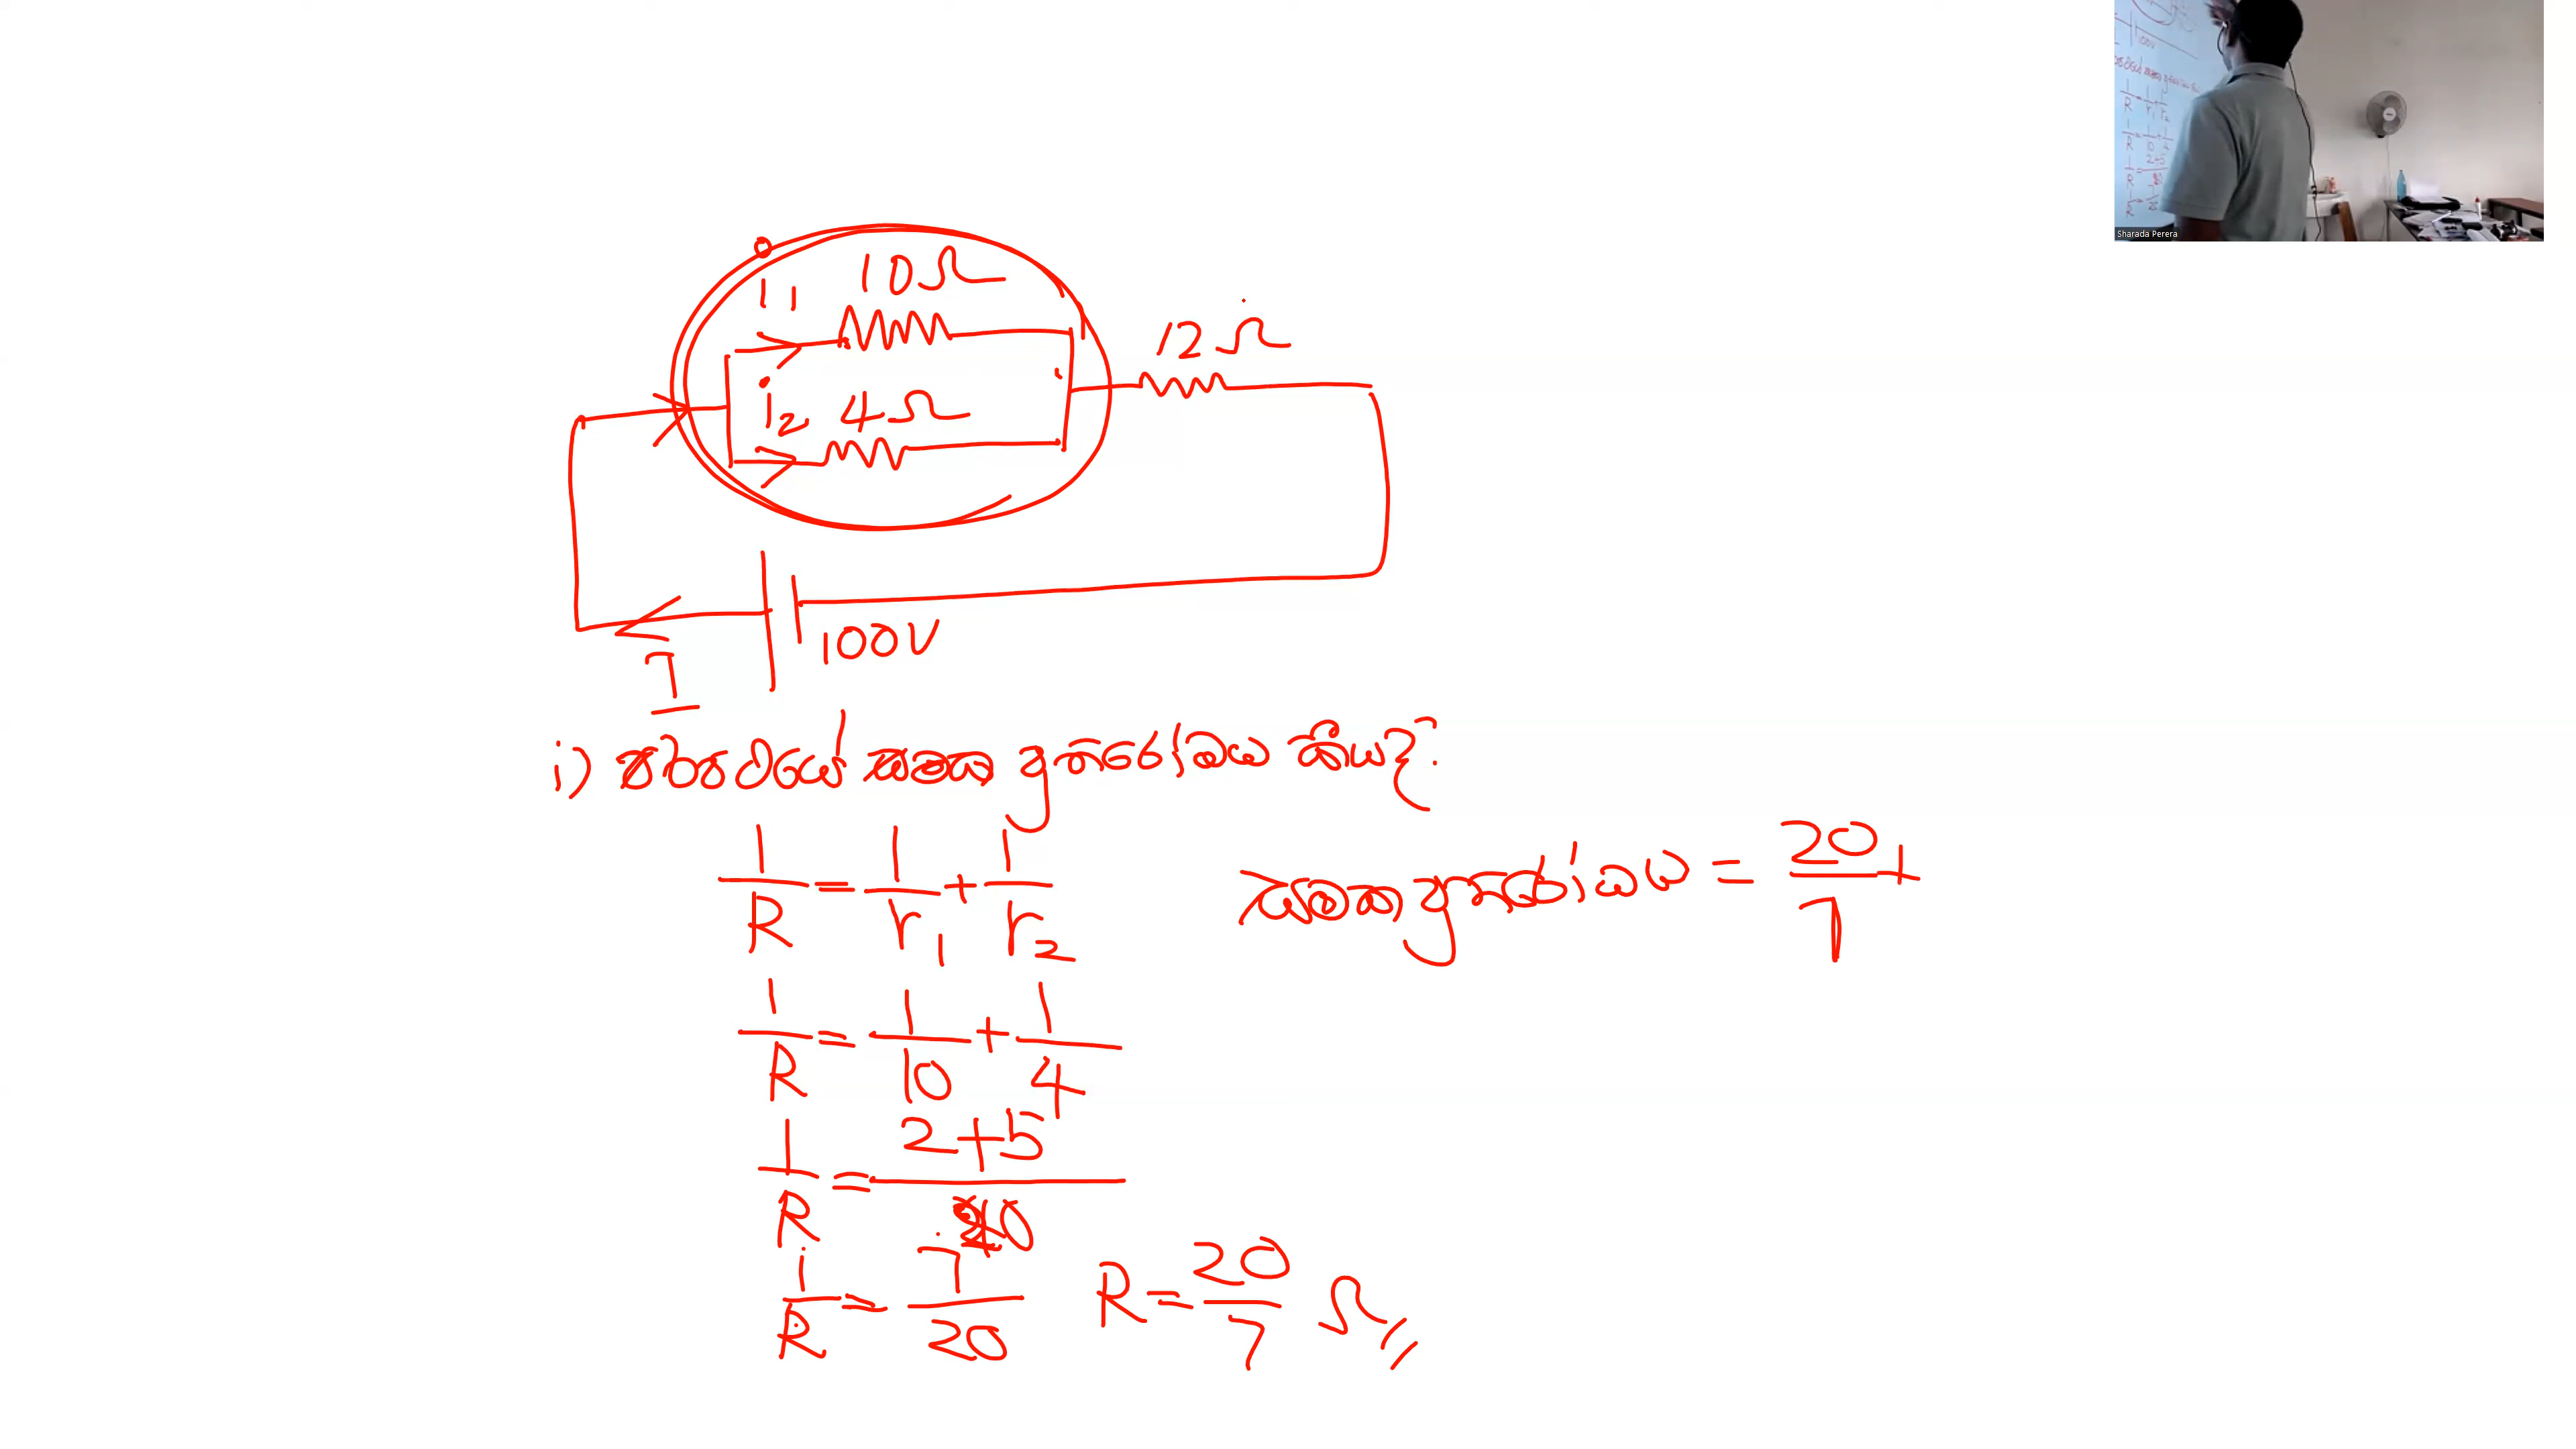 i₁ 10Ω
12Ω
i₂ 4Ω
100V
I
i) පරිපථයේ සමක ප්‍රතිරෝධය කීයද?
1/R = 1/r₁ + 1/r₂
සමක ප්‍රතිරෝධය = 20/7 +
1/R = 1/10 + 1/4
1/R = 2+5/20
1/R = 7/20 R = 20/7 Ω
Sharada Perera
100V